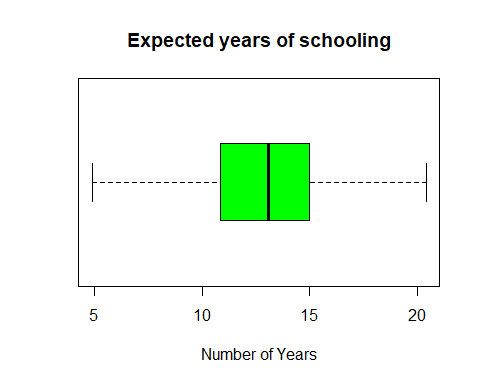 Expected years of schooling
5 10 15 20
Number of Years